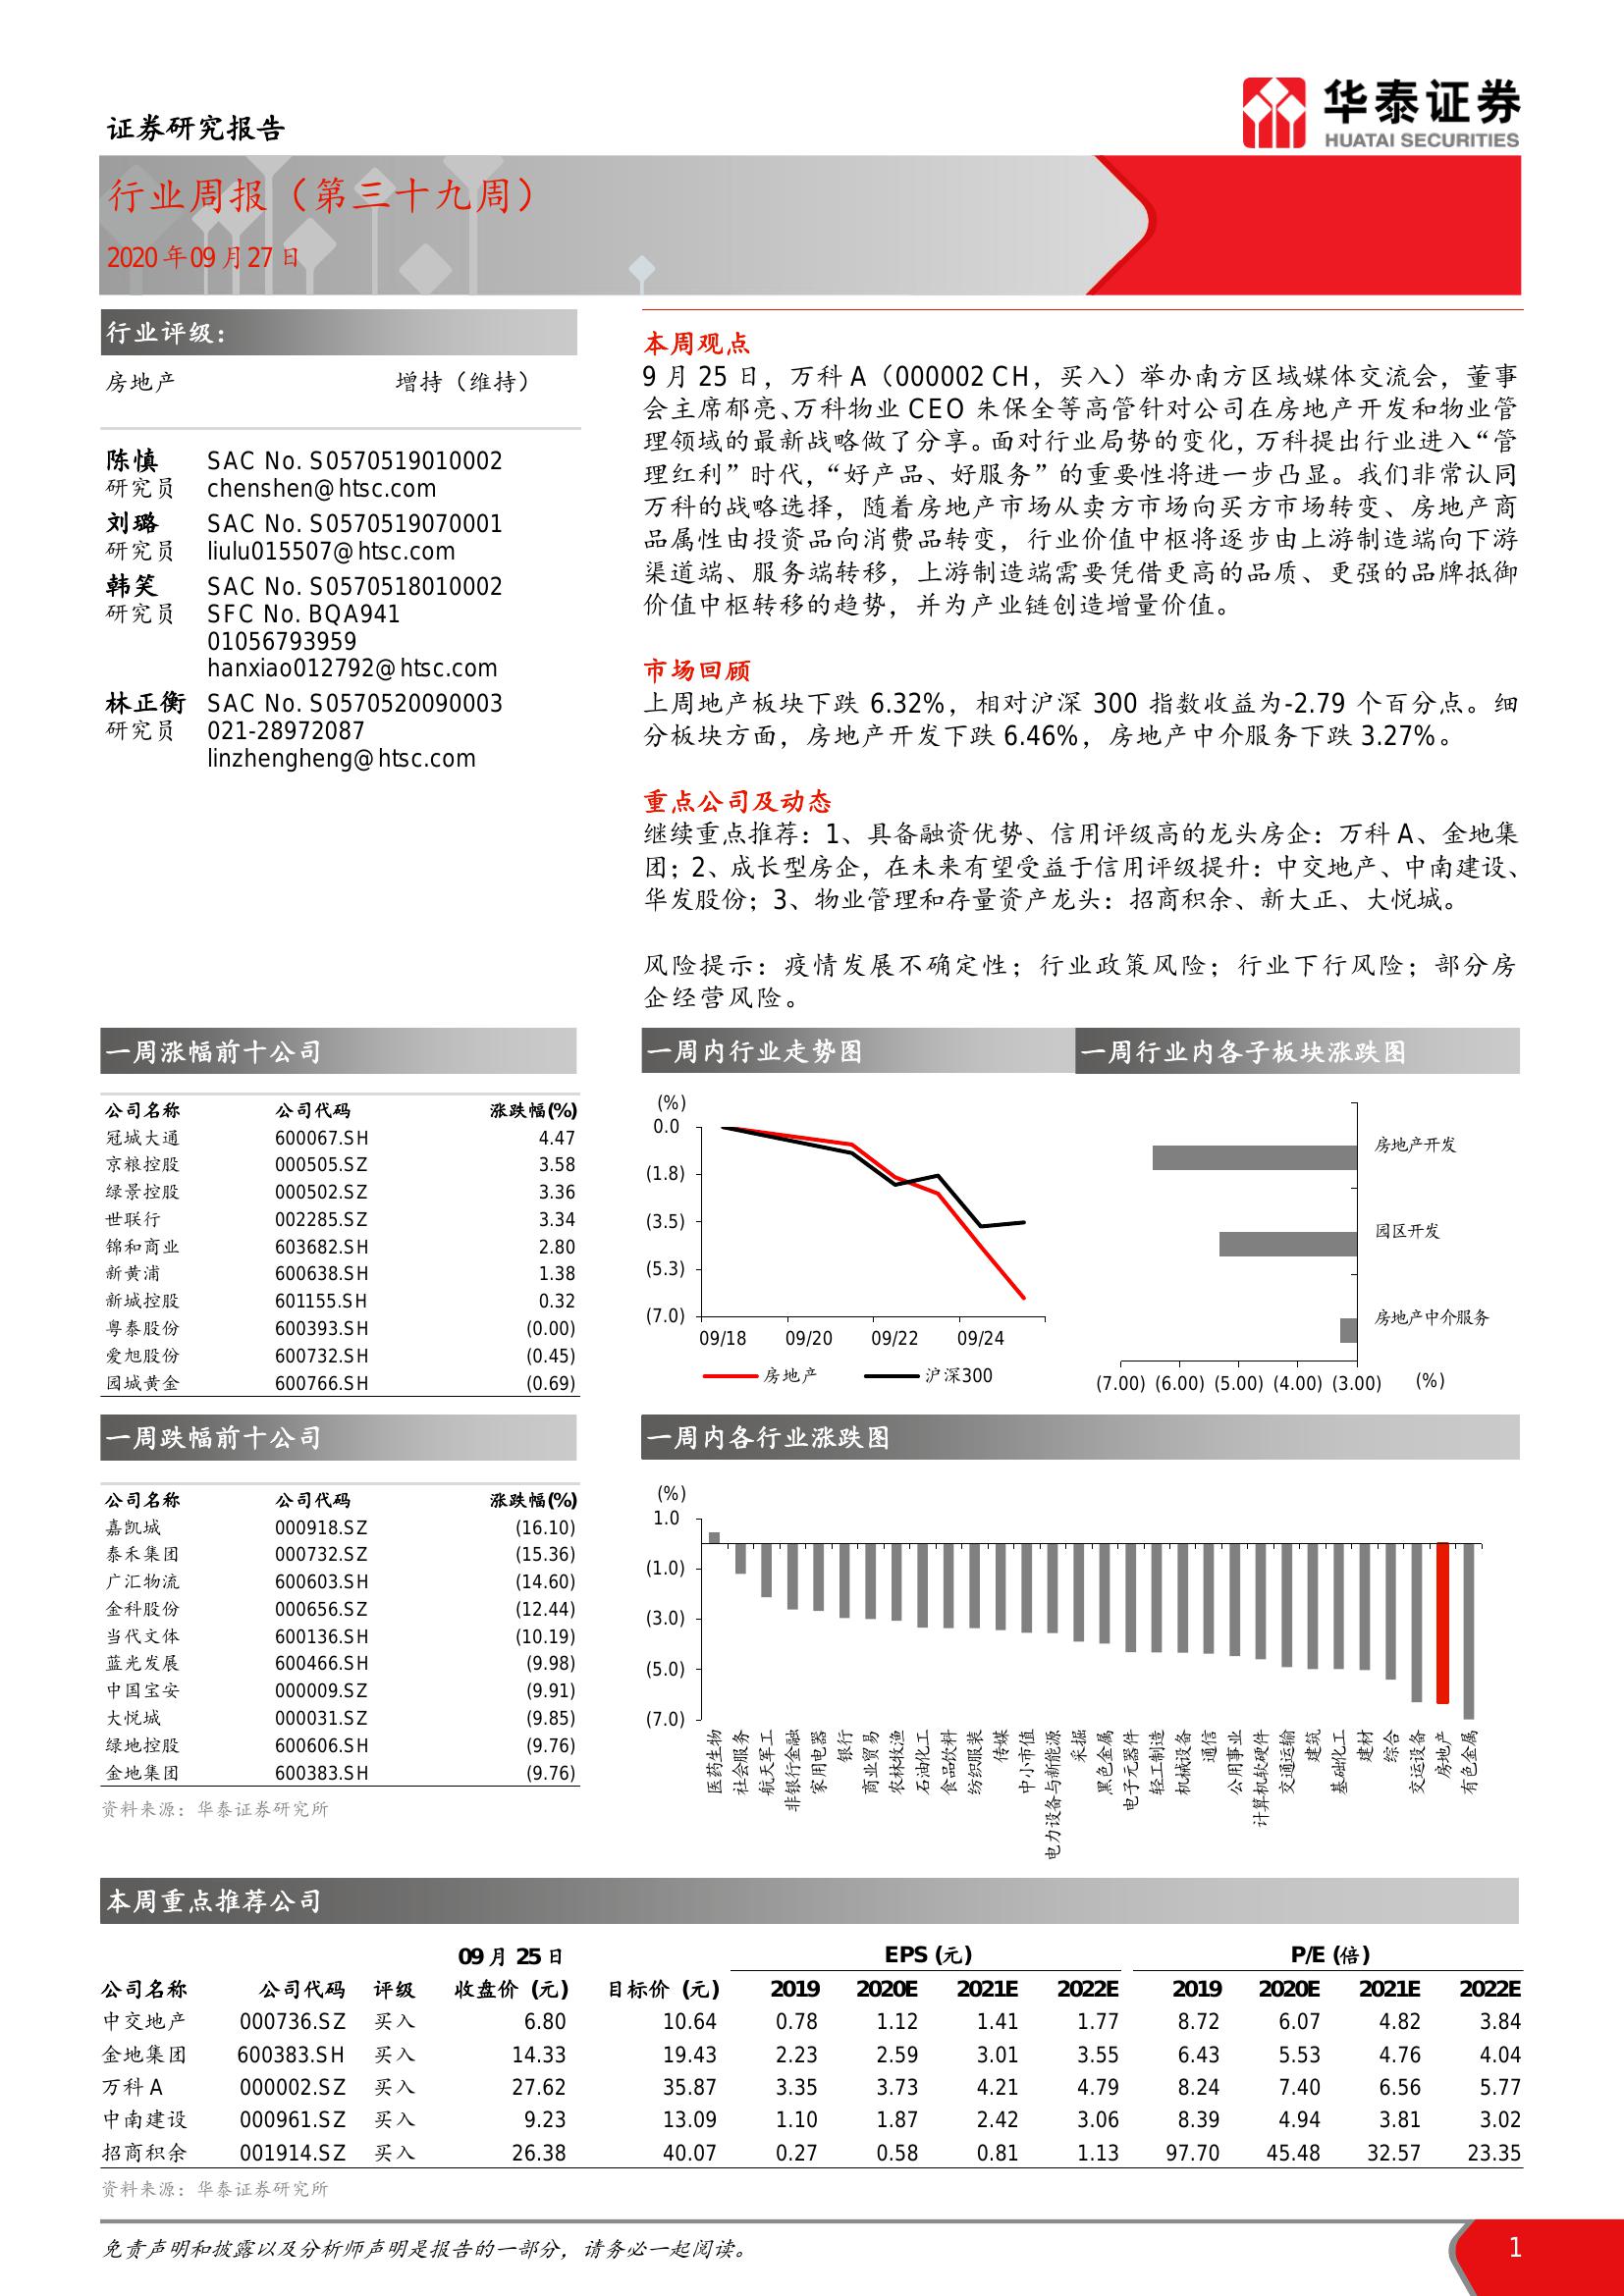 证券研究报告
华泰证券
HUATAI SECURITIES
行业周报（第三十九周）
2020年09月27日
行业评级：
房地产 增持（维持）
陈慎 SAC No. S0570519010002
研究员 chenshen@htsc.com
刘璐 SAC No. S0570519070001
研究员 liulu015507@htsc.com
韩笑 SAC No. S0570518010002
研究员 SFC No. BQA941
01056793959
hanxiao012792@htsc.com
林正衡 SAC No. S0570520090003
研究员 021-28972087
linzhengheng@htsc.com
本周观点
9 月 25 日，万科 A（000002 CH，买入）举办南方区域媒体交流会，董事
会主席郁亮、万科物业 CEO 朱保全等高管针对公司在房地产开发和物业管
理领域的最新战略做了分享。面对行业局势的变化，万科提出行业进入“管
理红利”时代，“好产品、好服务”的重要性将进一步凸显。我们非常认同
万科的战略选择，随着房地产市场从卖方市场向买方市场转变、房地产商
品属性由投资品向消费品转变，行业价值中枢将逐步由上游制造端向下游
渠道端、服务端转移，上游制造端需要凭借更高的品质、更强的品牌抵御
价值中枢转移的趋势，并为产业链创造增量价值。
市场回顾
上周地产板块下跌 6.32%，相对沪深 300 指数收益为-2.79 个百分点。细
分板块方面，房地产开发下跌 6.46%，房地产中介服务下跌 3.27%。
重点公司及动态
继续重点推荐：1、具备融资优势、信用评级高的龙头房企：万科 A、金地集
团；2、成长型房企，在未来有望受益于信用评级提升：中交地产、中南建设、
华发股份；3、物业管理和存量资产龙头：招商积余、新大正、大悦城。
风险提示：疫情发展不确定性；行业政策风险；行业下行风险；部分房
企经营风险。
一周涨幅前十公司
公司名称 公司代码 涨跌幅(%)
冠城大通 600067.SH 4.47
京粮控股 000505.SZ 3.58
绿景控股 000502.SZ 3.36
世联行 002285.SZ 3.34
锦和商业 603682.SH 2.80
新黄浦 600638.SH 1.38
新城控股 601155.SH 0.32
粤泰股份 600393.SH (0.00)
爱旭股份 600732.SH (0.45)
园城黄金 600766.SH (0.69)
一周内行业走势图
(%)
0.0
(1.8)
(3.5)
(5.3)
(7.0)
09/18 09/20 09/22 09/24
房地产 沪深300
一周行业内各子板块涨跌图
房地产开发
园区开发
房地产中介服务
(7.00) (6.00) (5.00) (4.00) (3.00) (%)
一周跌幅前十公司
公司名称 公司代码 涨跌幅(%)
嘉凯城 000918.SZ (16.10)
泰禾集团 000732.SZ (15.36)
广汇物流 600603.SH (14.60)
金科股份 000656.SZ (12.44)
当代文体 600136.SH (10.19)
蓝光发展 600466.SH (9.98)
中国宝安 000009.SZ (9.91)
大悦城 000031.SZ (9.85)
绿地控股 600606.SH (9.76)
金地集团 600383.SH (9.76)
资料来源：华泰证券研究所
一周内各行业涨跌图
(%)
1.0
(1.0)
(3.0)
(5.0)
(7.0)
医药生物
社会服务
航天军工
非银行金融
家用电器
银行
商业贸易
农林牧渔
石油化工
食品饮料
纺织服装
传媒
中小市值
电力设备与新能源
采掘
黑色金属
电子元器件
轻工制造
机械设备
通信
公用事业
计算机软硬件
交通运输
建筑
基础化工
建材
综合
交运设备
房地产
有色金属
本周重点推荐公司
09月25日 EPS (元) P/E (倍)
公司名称 公司代码 评级 收盘价 (元) 目标价 (元) 2019 2020E 2021E 2022E 2019 2020E 2021E 2022E
中交地产 000736.SZ 买入 6.80 10.64 0.78 1.12 1.41 1.77 8.72 6.07 4.82 3.84
金地集团 600383.SH 买入 14.33 19.43 2.23 2.59 3.01 3.55 6.43 5.53 4.76 4.04
万科A 000002.SZ 买入 27.62 35.87 3.35 3.73 4.21 4.79 8.24 7.40 6.56 5.77
中南建设 000961.SZ 买入 9.23 13.09 1.10 1.87 2.42 3.06 8.39 4.94 3.81 3.02
招商积余 001914.SZ 买入 26.38 40.07 0.27 0.58 0.81 1.13 97.70 45.48 32.57 23.35
资料来源：华泰证券研究所
免责声明和披露以及分析师声明是报告的一部分，请务必一起阅读。 1